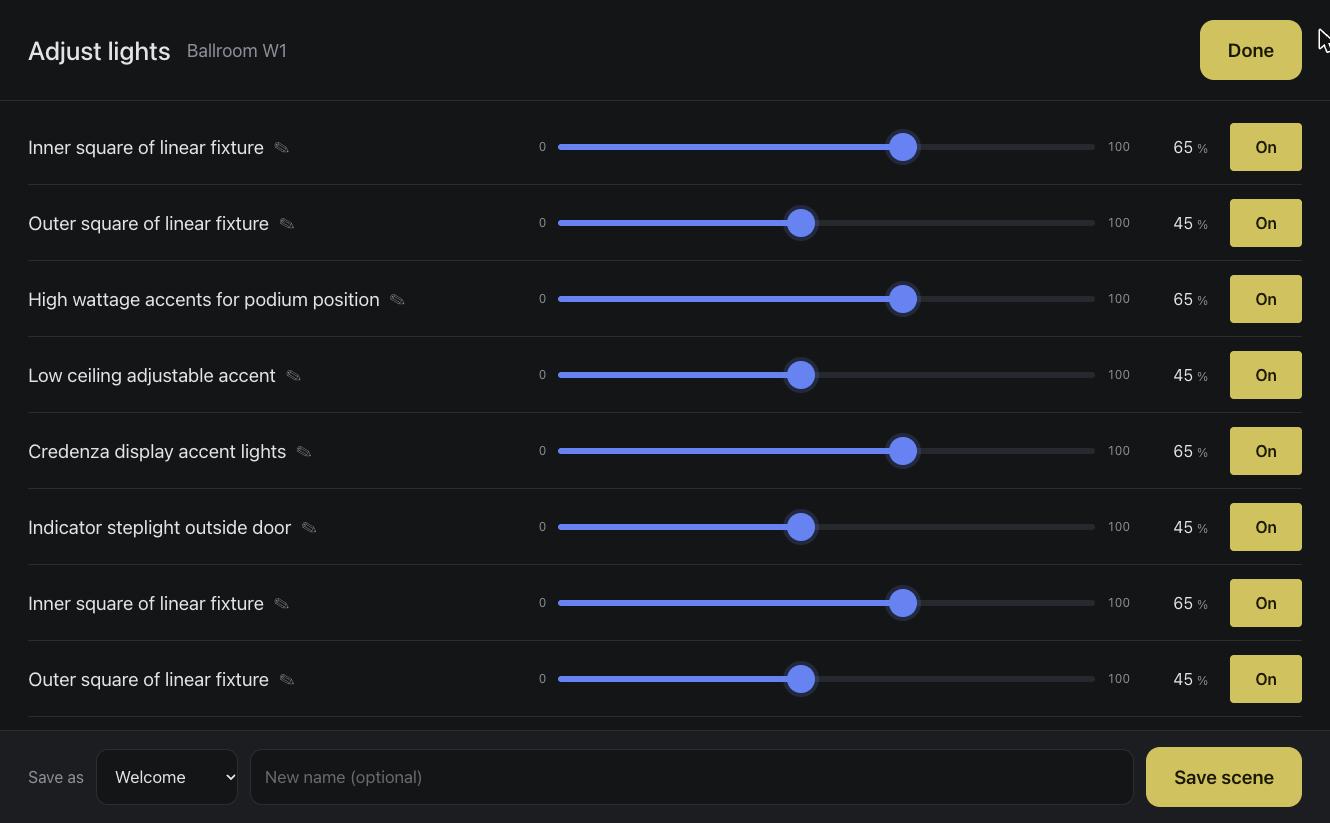 Adjust lights Ballroom W1 Done
Inner square of linear fixture ✎ 0 100 65 % On
Outer square of linear fixture ✎ 0 100 45 % On
High wattage accents for podium position ✎ 0 100 65 % On
Low ceiling adjustable accent ✎ 0 100 45 % On
Credenza display accent lights ✎ 0 100 65 % On
Indicator steplight outside door ✎ 0 100 45 % On
Inner square of linear fixture ✎ 0 100 65 % On
Outer square of linear fixture ✎ 0 100 45 % On
Save as Welcome New name (optional) Save scene